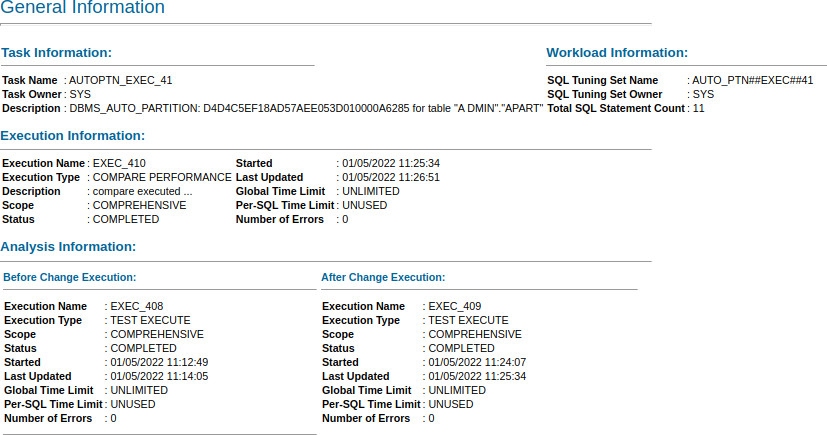 General Information
Task Information:
Workload Information:
Task Name : AUTOPTN_EXEC_41
SQL Tuning Set Name : AUTO_PTN##EXEC##41
Task Owner : SYS
SQL Tuning Set Owner : SYS
Description : DBMS_AUTO_PARTITION: D4D4C5EF18AD57AEE053D010000A6285 for table "A DMIN"."APART"
Total SQL Statement Count : 11
Execution Information:
Execution Name : EXEC_410 Started : 01/05/2022 11:25:34
Execution Type : COMPARE PERFORMANCE Last Updated : 01/05/2022 11:26:51
Description : compare executed ... Global Time Limit : UNLIMITED
Scope : COMPREHENSIVE Per-SQL Time Limit : UNUSED
Status : COMPLETED Number of Errors : 0
Analysis Information:
Before Change Execution:
Execution Name : EXEC_408
Execution Type : TEST EXECUTE
Scope : COMPREHENSIVE
Status : COMPLETED
Started : 01/05/2022 11:12:49
Last Updated : 01/05/2022 11:14:05
Global Time Limit : UNLIMITED
Per-SQL Time Limit : UNUSED
Number of Errors : 0
After Change Execution:
Execution Name : EXEC_409
Execution Type : TEST EXECUTE
Scope : COMPREHENSIVE
Status : COMPLETED
Started : 01/05/2022 11:24:07
Last Updated : 01/05/2022 11:25:34
Global Time Limit : UNLIMITED
Per-SQL Time Limit : UNUSED
Number of Errors : 0